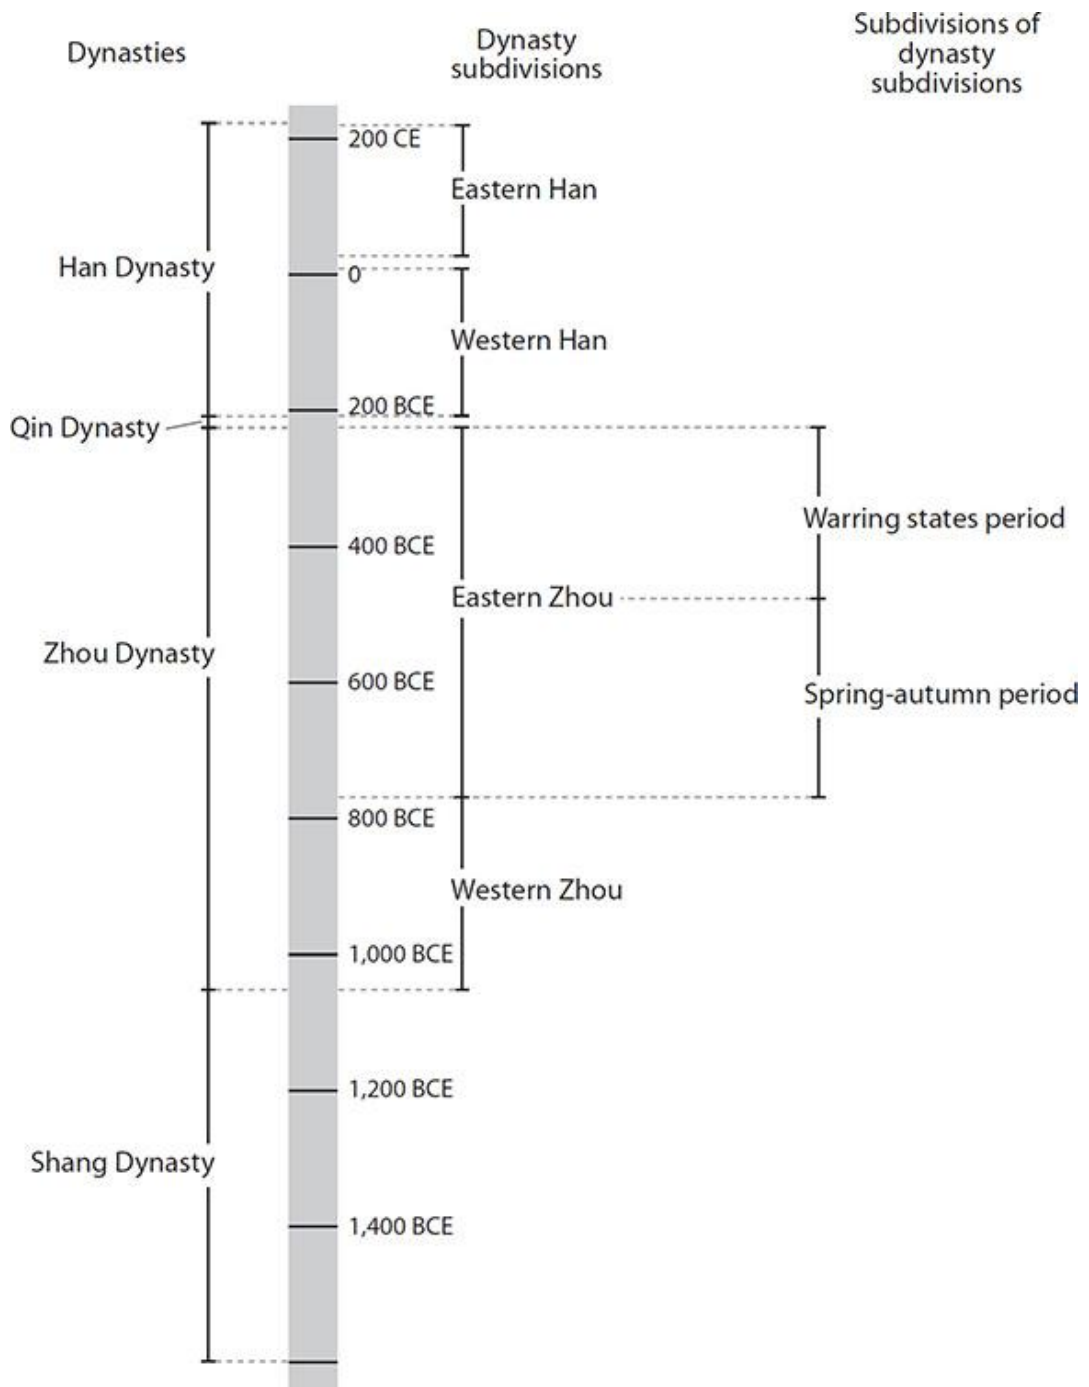 Dynasties
Dynasty
subdivisions
Subdivisions of
dynasty
subdivisions
200 CE
Eastern Han
Han Dynasty
0
Western Han
200 BCE
Qin Dynasty
Warring states period
400 BCE
Eastern Zhou
Zhou Dynasty
600 BCE
Spring-autumn period
800 BCE
Western Zhou
1,000 BCE
1,200 BCE
Shang Dynasty
1,400 BCE